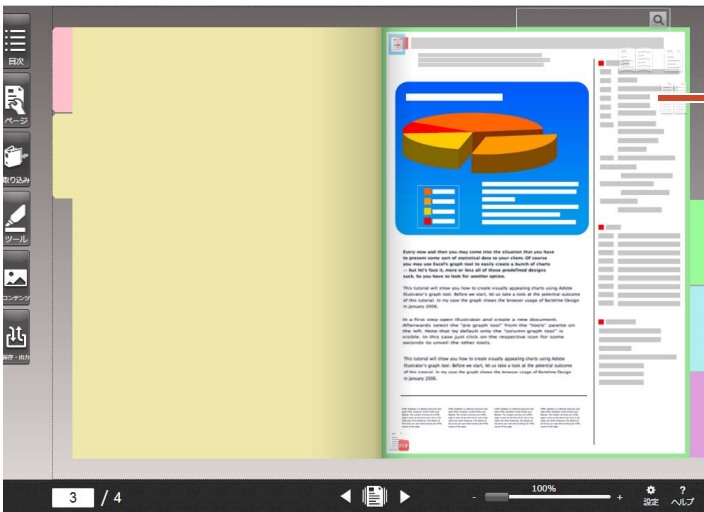 目次
ページ
取り込み
ツール
コンテンツ
保存・出力
Every now and then you may come into the situation that you have
to present some sort of statistical data to your client. Of course
you may use Excel's graph tool to easily create a bunch of charts
— but let's face it, more or less all of those predefined designs
suck. So you have to look for another option.
This tutorial will show you how to create visually appealing charts using Adobe
Illustrator's graph tool. Before we start, let us take a look at the potential outcome
of this tutorial. In my case the graph shows the browser usage of Bartelme Design
in January 2006.
In a first step open Illustrator and create a new document.
Afterwards select the "pie graph tool" from the "tools" palette on
the left. Note that by default only the "column graph tool" is
visible. In this case just click on the respective icon for some
seconds to unveil the other tools.
This tutorial will show you how to create visually appealing charts using Adobe
Illustrator's graph tool. Before we start, let us take a look at the potential outcome
of this tutorial. In my case the graph shows the browser usage of Bartelme Design
in January 2006.
PDF
3 / 4
100%
- +
設定
?
ヘルプ